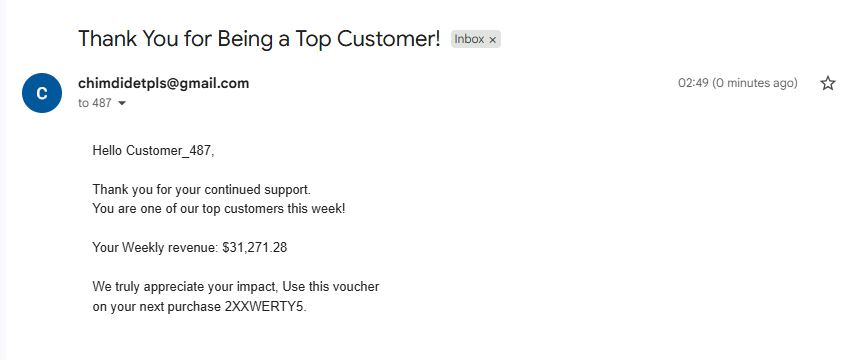 Thank You for Being a Top Customer! Inbox ×
C
chimdidetpls@gmail.com 02:49 (0 minutes ago)
to 487
Hello Customer_487,
Thank you for your continued support.
You are one of our top customers this week!
Your Weekly revenue: $31,271.28
We truly appreciate your impact, Use this voucher
on your next purchase 2XXWERTY5.